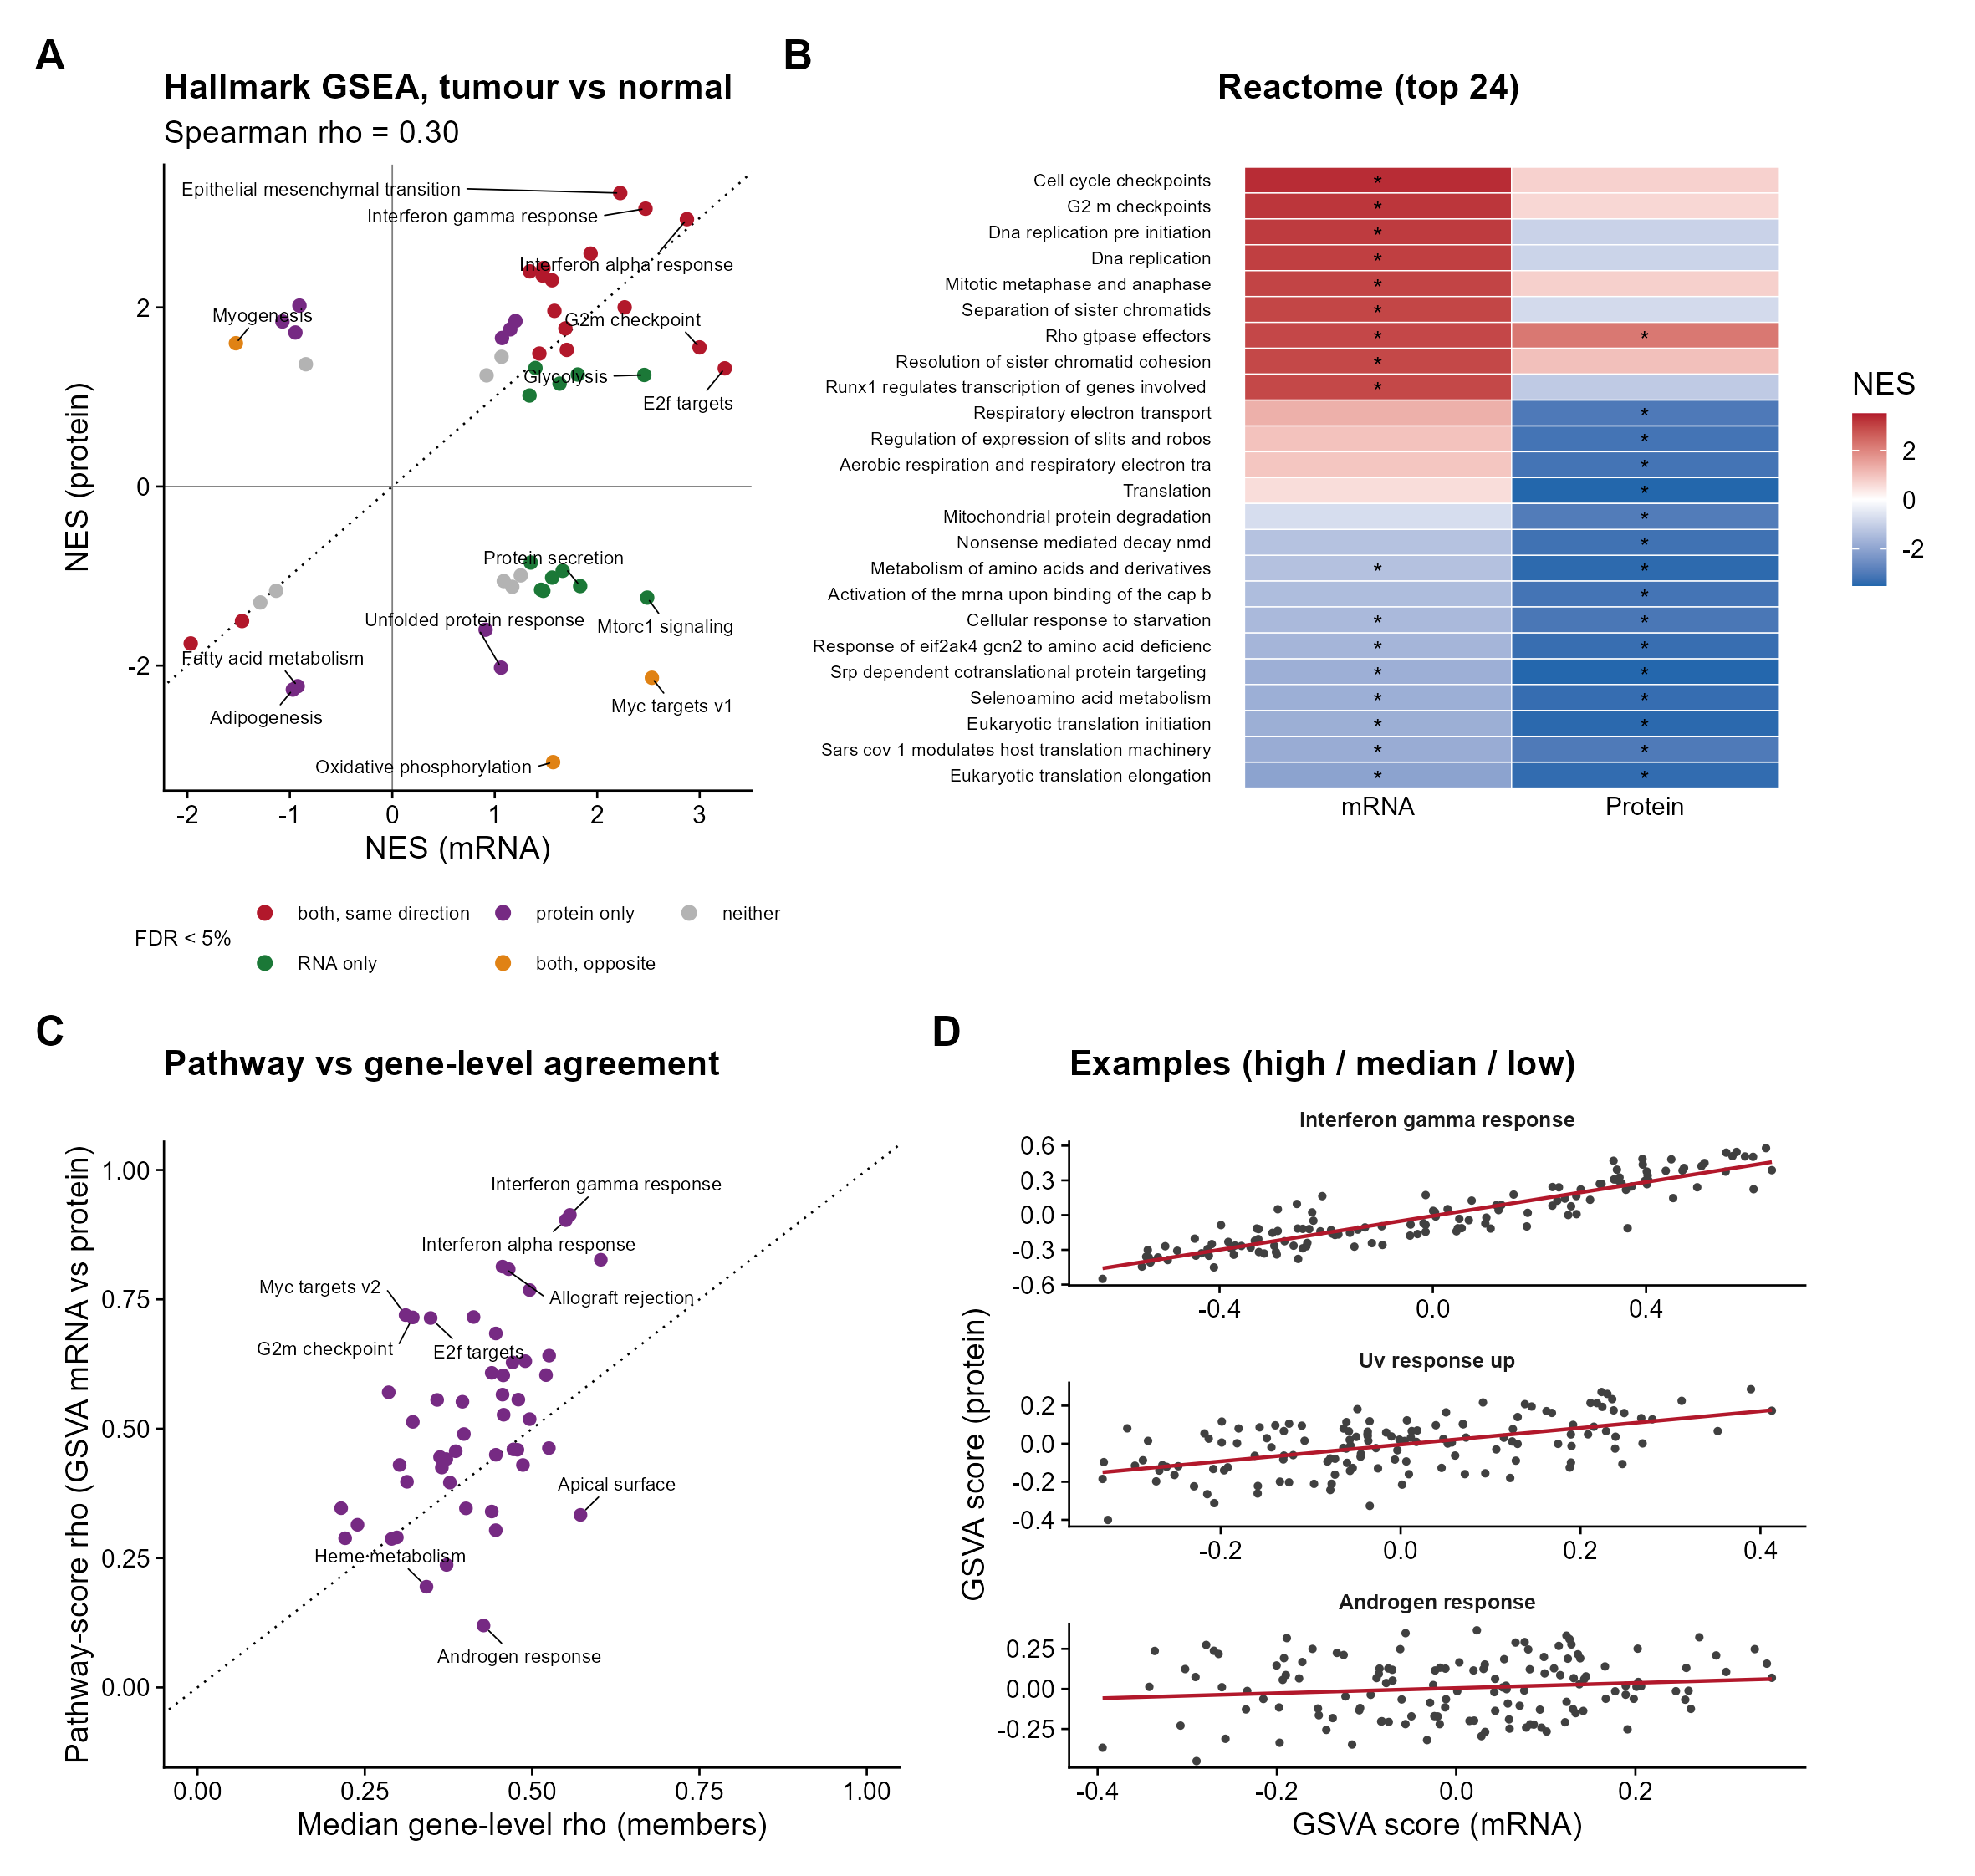 A
Hallmark GSEA, tumour vs normal
Spearman rho = 0.30
NES (protein)
2
0
-2
Epithelial mesenchymal transition
Interferon gamma response
Interferon alpha response
Myogenesis
G2m checkpoint
Glycolysis
E2f targets
Protein secretion
Unfolded protein response
Mtorc1 signaling
Fatty acid metabolism
Adipogenesis
Myc targets v1
Oxidative phosphorylation
-2 -1 0 1 2 3
NES (mRNA)
FDR < 5%
both, same direction
protein only
neither
RNA only
both, opposite
B
Reactome (top 24)
Cell cycle checkpoints *
G2 m checkpoints *
Dna replication pre initiation *
Dna replication *
Mitotic metaphase and anaphase *
Separation of sister chromatids *
Rho gtpase effectors * *
Resolution of sister chromatid cohesion *
Runx1 regulates transcription of genes involved *
Respiratory electron transport *
Regulation of expression of slits and robos *
Aerobic respiration and respiratory electron tra *
Translation *
Mitochondrial protein degradation *
Nonsense mediated decay nmd *
Metabolism of amino acids and derivatives * *
Activation of the mrna upon binding of the cap b *
Cellular response to starvation * *
Response of eif2ak4 gcn2 to amino acid deficienc * *
Srp dependent cotranslational protein targeting * *
Selenoamino acid metabolism * *
Eukaryotic translation initiation * *
Sars cov 1 modulates host translation machinery * *
Eukaryotic translation elongation * *
mRNA Protein
NES
2
0
-2
C
Pathway vs gene-level agreement
Pathway-score rho (GSVA mRNA vs protein)
1.00
0.75
0.50
0.25
0.00
Interferon gamma response
Interferon alpha response
Myc targets v2
Allograft rejection
G2m checkpoint
E2f targets
Apical surface
Heme metabolism
Androgen response
0.00 0.25 0.50 0.75 1.00
Median gene-level rho (members)
D
Examples (high / median / low)
GSVA score (protein)
Interferon gamma response
0.6
0.3
0.0
-0.3
-0.6
-0.4 0.0 0.4
Uv response up
0.2
0.0
-0.2
-0.4
-0.2 0.0 0.2 0.4
Androgen response
0.25
0.00
-0.25
-0.4 -0.2 0.0 0.2
GSVA score (mRNA)